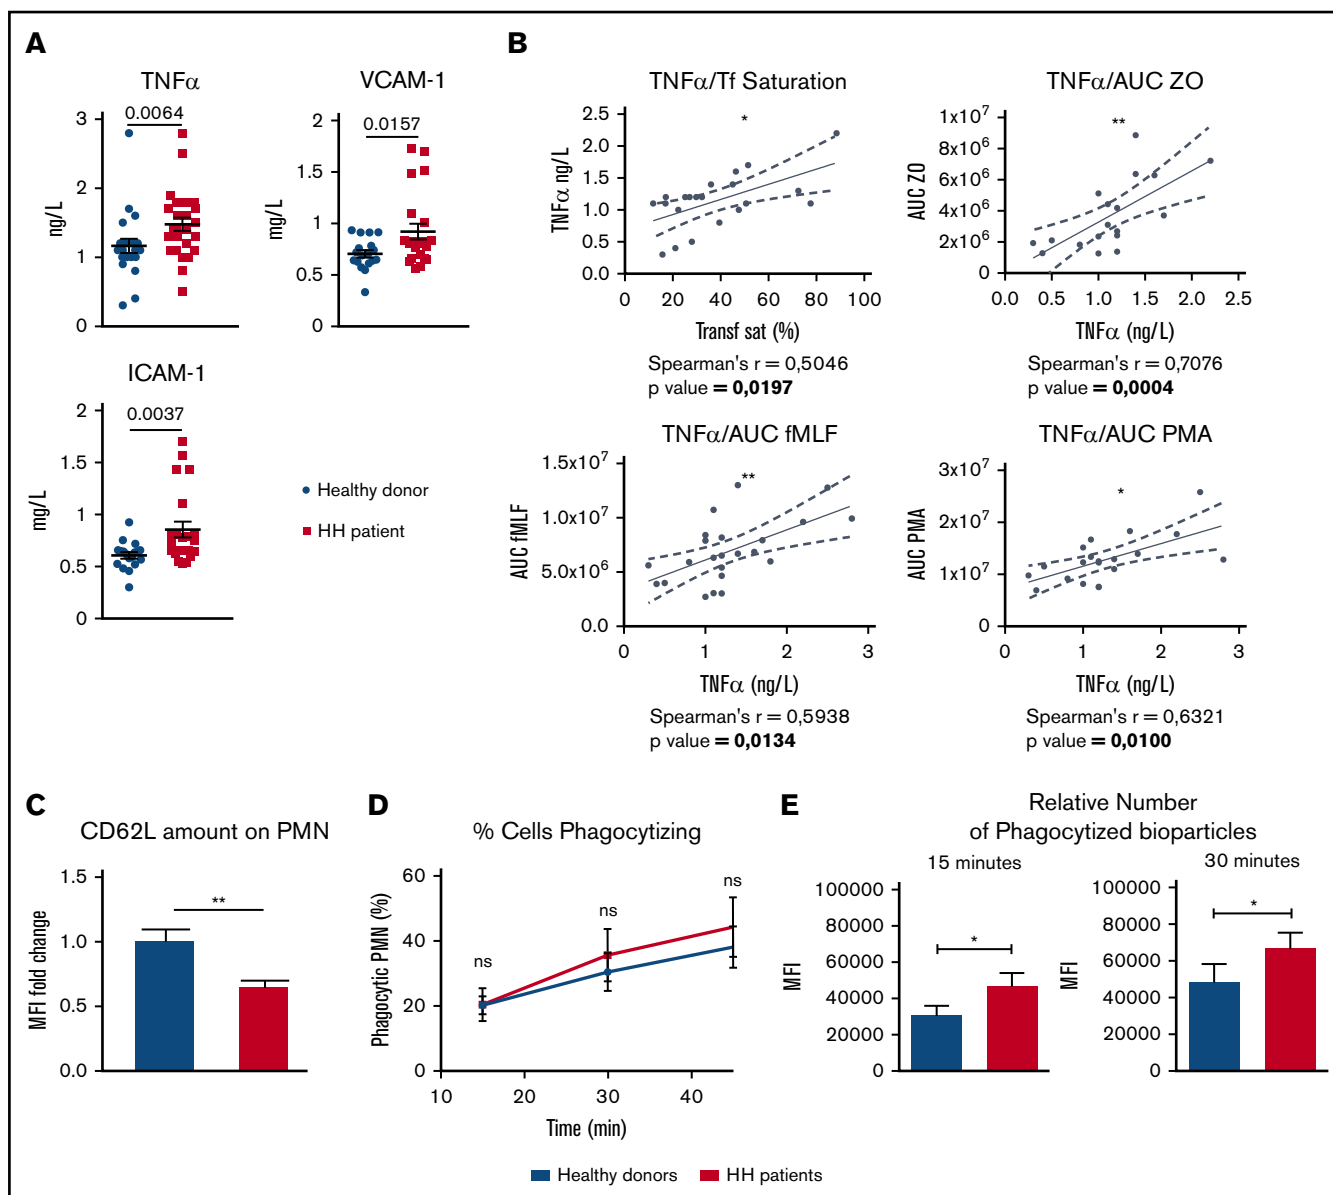 A
TNFα
0.0064
3
2
1
0
ng/L
VCAM-1
0.0157
2
1.5
1
0.5
0
mg/L
ICAM-1
0.0037
2
1.5
1
0.5
0
mg/L
Healthy donor
HH patient
B
TNFα/Tf Saturation
*
2.5
2.0
1.5
1.0
0.5
0.0
TNFα ng/L
0 20 40 60 80 100
Transf sat (%)
Spearman's r = 0,5046
p value = 0,0197
TNFα/AUC ZO
**
1x10⁷
8x10⁶
6x10⁶
4x10⁶
2x10⁶
0
AUC ZO
0.0 0.5 1.0 1.5 2.0 2.5
TNFα (ng/L)
Spearman's r = 0,7076
p value = 0,0004
TNFα/AUC fMLF
**
1.5x10⁷
1.0x10⁷
5.0x10⁶
0.0
AUC fMLF
0 1 2 3
TNFα (ng/L)
Spearman's r = 0,5938
p value = 0,0134
TNFα/AUC PMA
*
3x10⁷
2x10⁷
1x10⁷
0
AUC PMA
0 1 2 3
TNFα (ng/L)
Spearman's r = 0,6321
p value = 0,0100
C
CD62L amount on PMN
**
1.5
1.0
0.5
0.0
MFI fold change
D
% Cells Phagocytizing
ns
ns
ns
60
40
20
0
Phagocytic PMN (%)
10 20 30 40
Time (min)
E
Relative Number
of Phagocytized bioparticles
15 minutes
*
100000
80000
60000
40000
20000
0
MFI
30 minutes
*
100000
80000
60000
40000
20000
0
MFI
Healthy donors HH patients